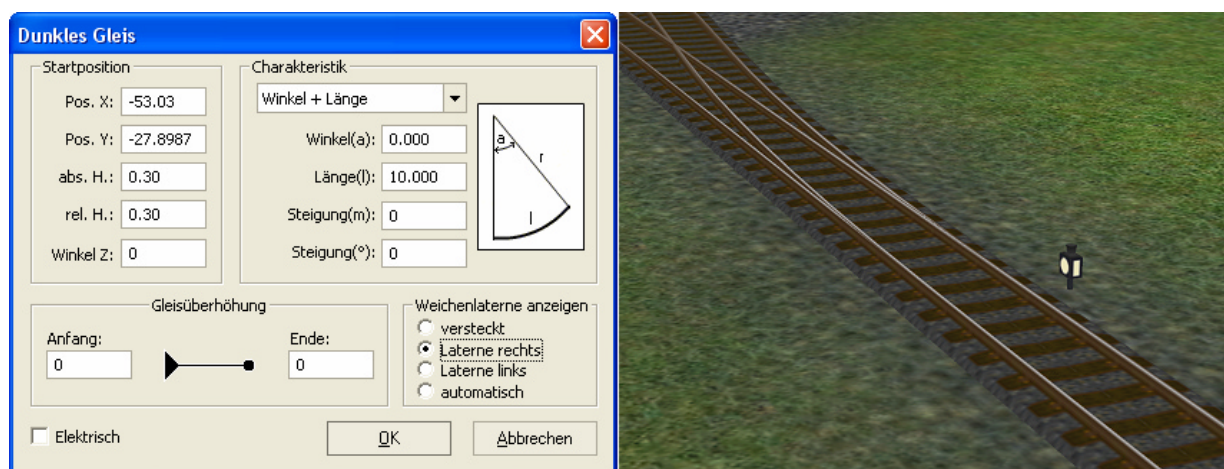 Dunkles Gleis
Startposition
Pos. X: -53.03
Pos. Y: -27.8987
abs. H.: 0.30
rel. H.: 0.30
Winkel Z: 0
Charakteristik
Winkel + Länge
Winkel(a): 0.000
Länge(l): 10.000
Steigung(m): 0
Steigung(°): 0
a
r
l
Gleisüberhöhung
Anfang:
0
Ende:
0
Weichenlaterne anzeigen
versteckt
Laterne rechts
Laterne links
automatisch
Elektrisch
OK
Abbrechen